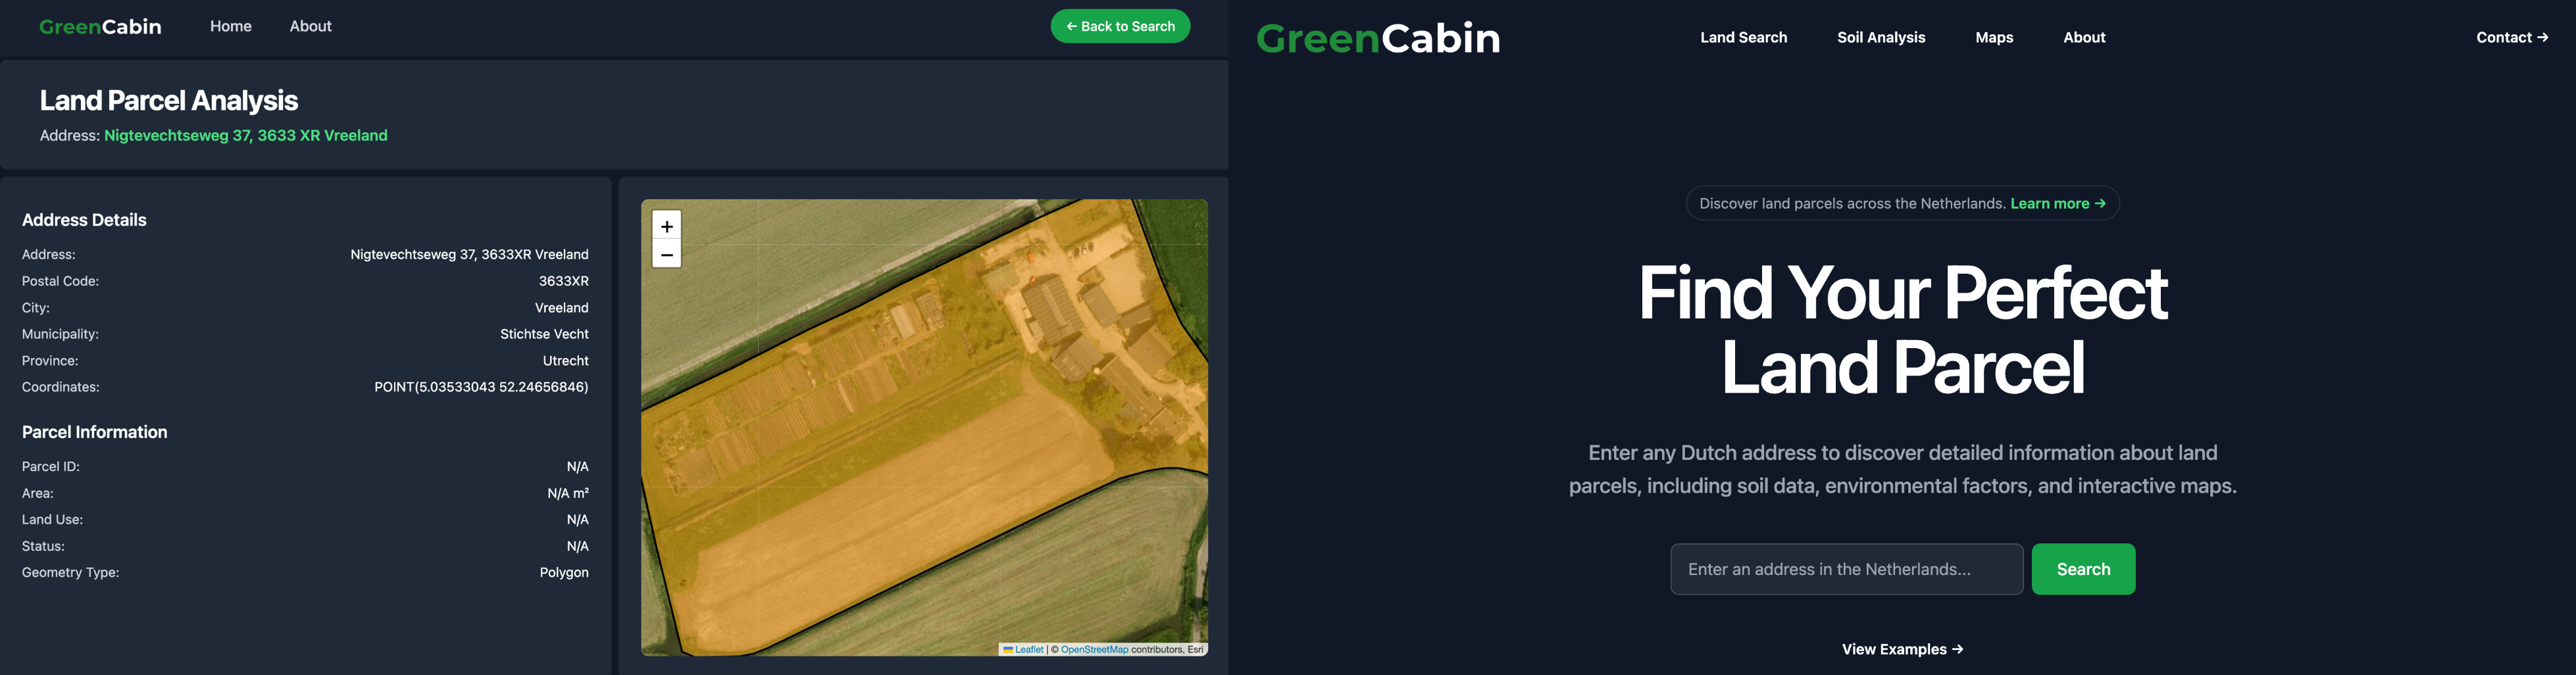 GreenCabin Home About ← Back to Search
Land Parcel Analysis
Address: Nigtevechtseweg 37, 3633 XR Vreeland
Address Details
Address: Nigtevechtseweg 37, 3633XR Vreeland
Postal Code: 3633XR
City: Vreeland
Municipality: Stichtse Vecht
Province: Utrecht
Coordinates: POINT(5.03533043 52.24656846)
Parcel Information
Parcel ID: N/A
Area: N/A m²
Land Use: N/A
Status: N/A
Geometry Type: Polygon
+
−
Leaflet | © OpenStreetMap contributors, Esri
GreenCabin Land Search Soil Analysis Maps About Contact →
Discover land parcels across the Netherlands. Learn more →
Find Your Perfect
Land Parcel
Enter any Dutch address to discover detailed information about land
parcels, including soil data, environmental factors, and interactive maps.
Enter an address in the Netherlands... Search
View Examples →